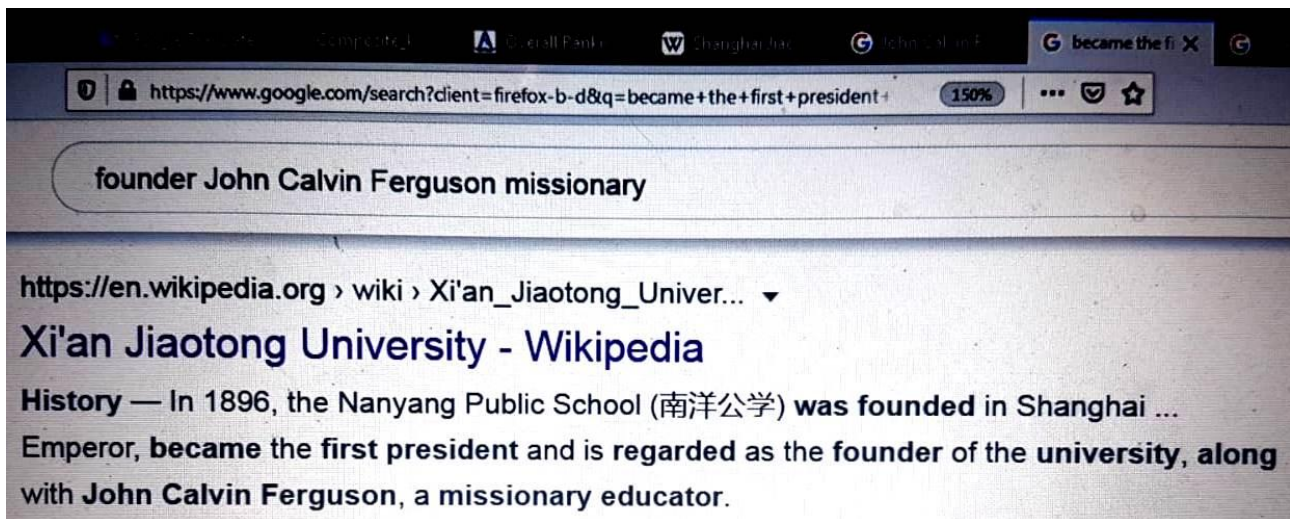 became the fi
https://www.google.com/search?client=firefox-b-d&q=became+the+first+president+
150%
founder John Calvin Ferguson missionary
https://en.wikipedia.org › wiki › Xi'an_Jiaotong_Univer...
Xi'an Jiaotong University - Wikipedia
History — In 1896, the Nanyang Public School (南洋公学) was founded in Shanghai ...
Emperor, became the first president and is regarded as the founder of the university, along
with John Calvin Ferguson, a missionary educator.